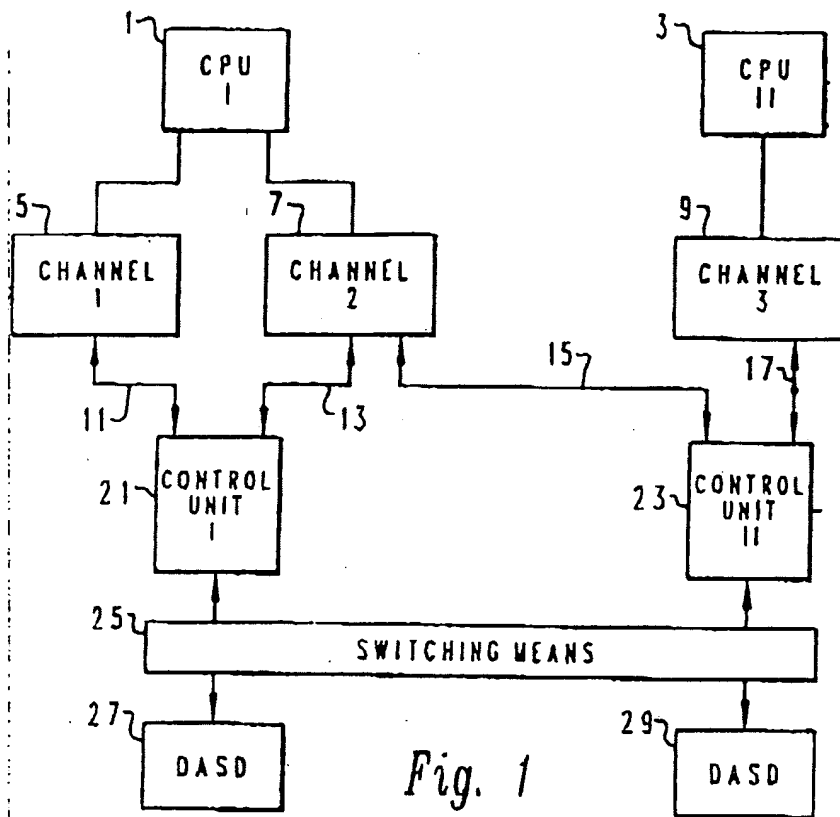 1
CPU
I
3
CPU
II
5
CHANNEL
1
7
CHANNEL
2
9
CHANNEL
3
11
13
15
17
21
CONTROL
UNIT
I
23
CONTROL
UNIT
II
25
SWITCHING MEANS
27
DASD
29
DASD
Fig. 1